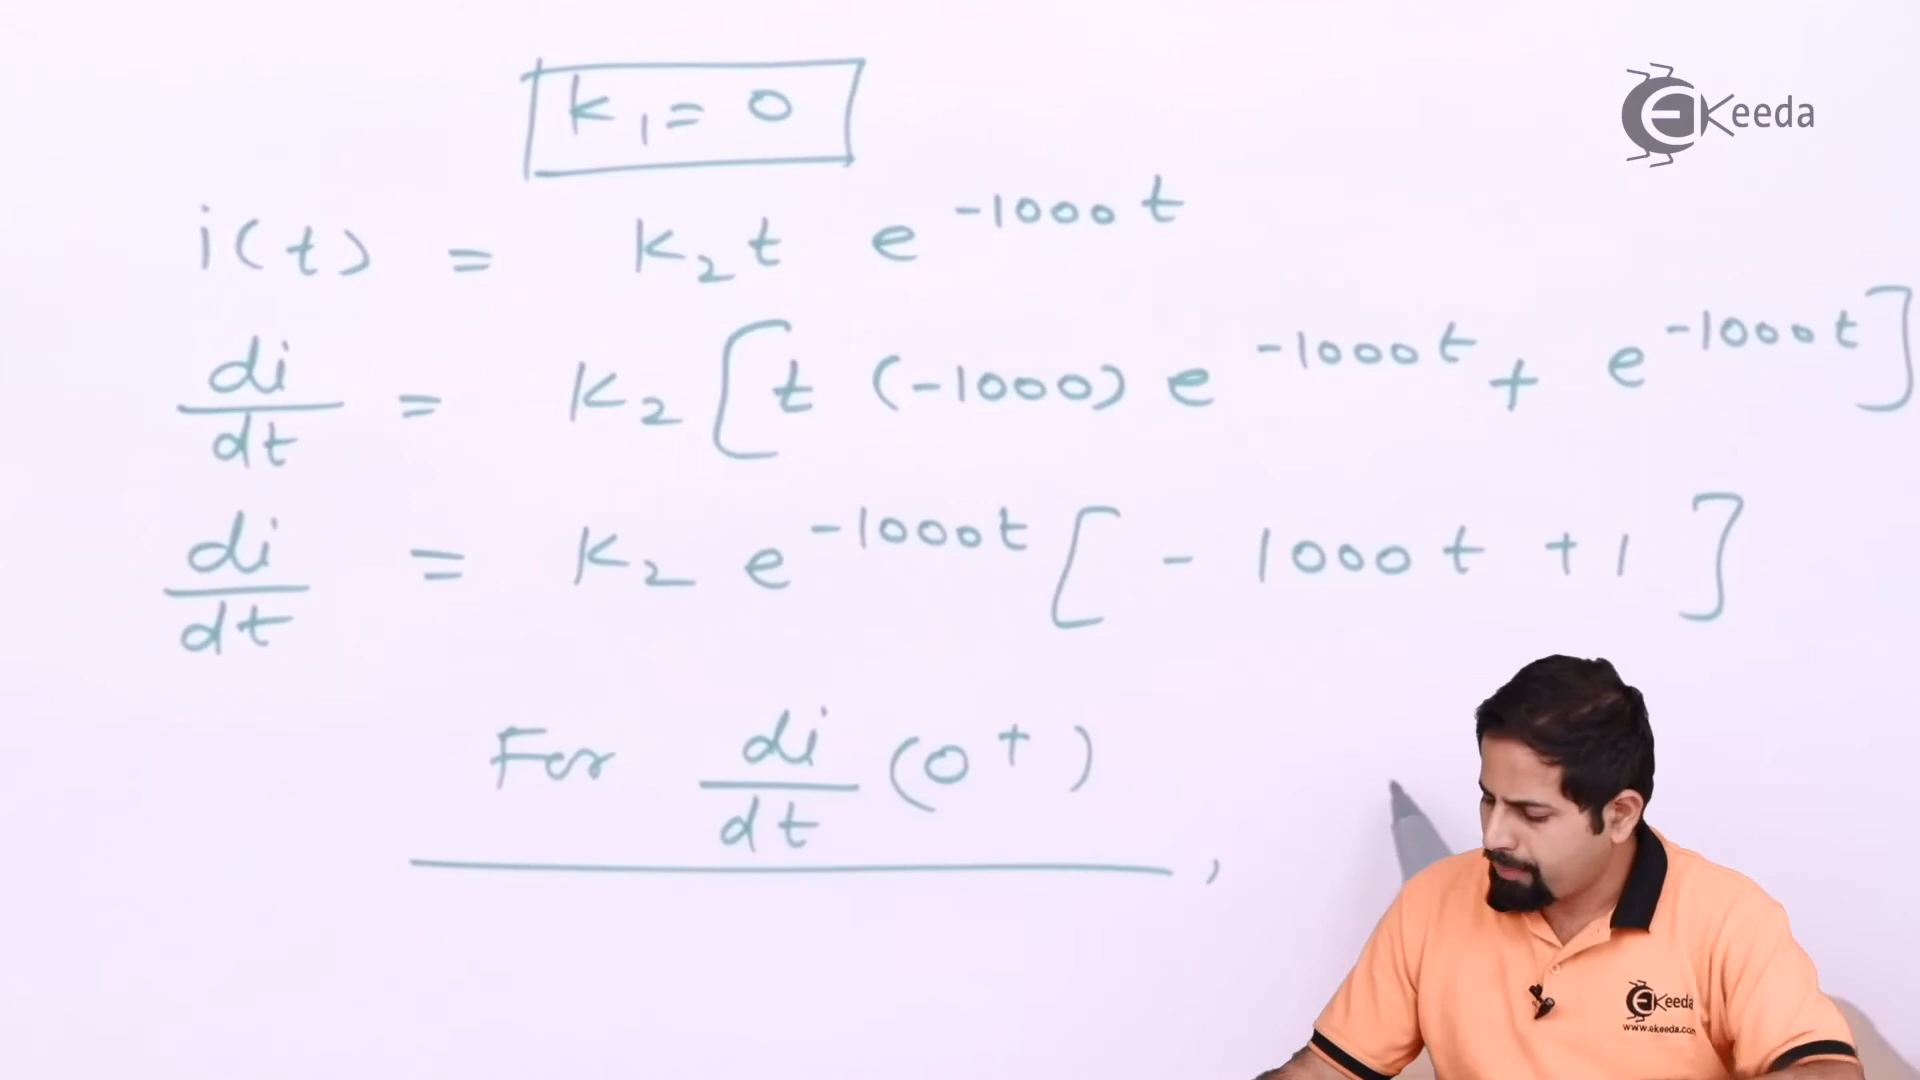 k₁ = 0
EKeeda
i(t) = k₂t e^-1000t
di/dt = k₂[t (-1000) e^-1000t + e^-1000t]
di/dt = k₂ e^-1000t [-1000t + 1]
For di/dt (0⁺),
EKeeda
www.ekeeda.com